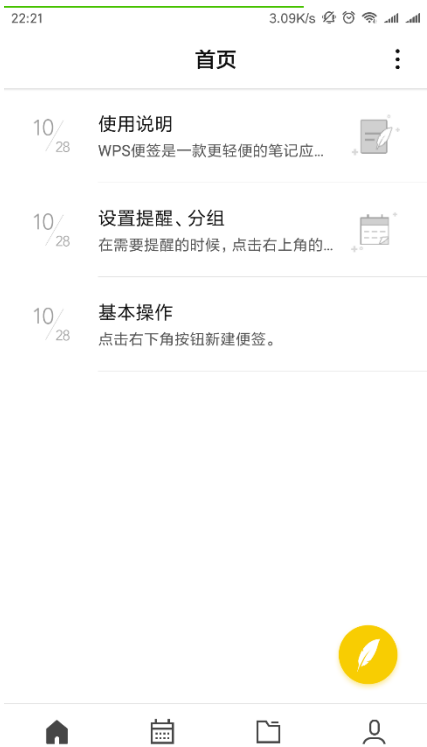 22:21 3.09K/s
首页
10/28
使用说明
WPS便签是一款更轻便的笔记应...
10/28
设置提醒、分组
在需要提醒的时候，点击右上角的...
10/28
基本操作
点击右下角按钮新建便签。